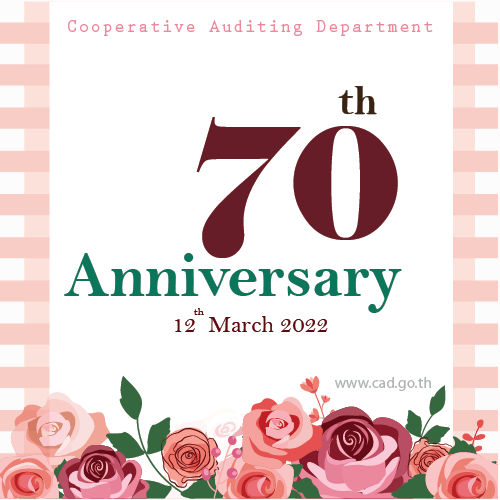 Cooperative Auditing Department
70th
Anniversary
12th March 2022
www.cad.go.th